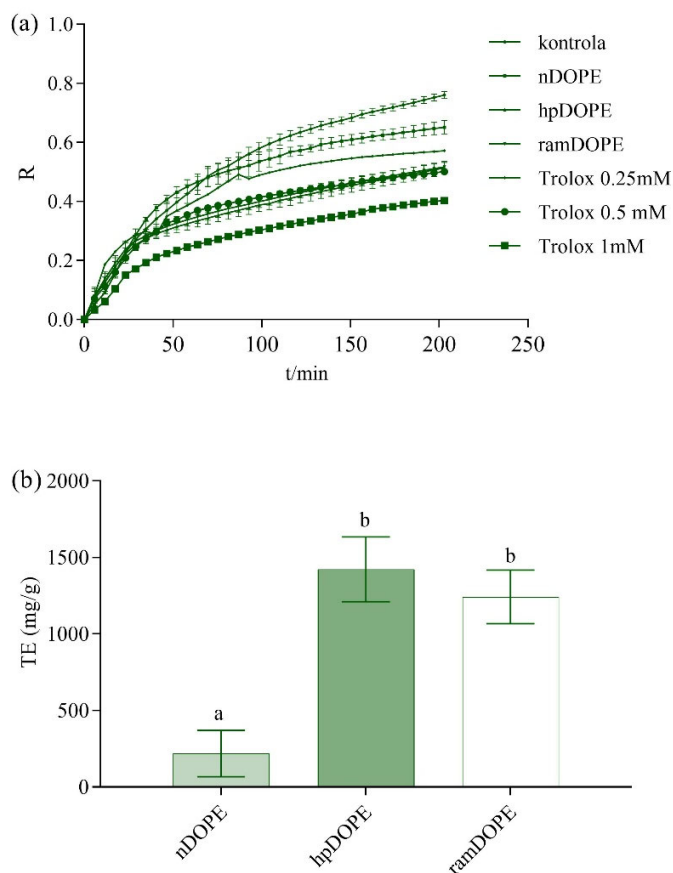 (a)
1.0
0.8
0.6
0.4
0.2
0.0
R
0 50 100 150 200 250
t/min
kontrola
nDOPE
hpDOPE
ramDOPE
Trolox 0.25mM
Trolox 0.5 mM
Trolox 1mM
(b)
2000
1500
1000
500
0
TE (mg/g)
a
b
b
nDOPE
hpDOPE
ramDOPE